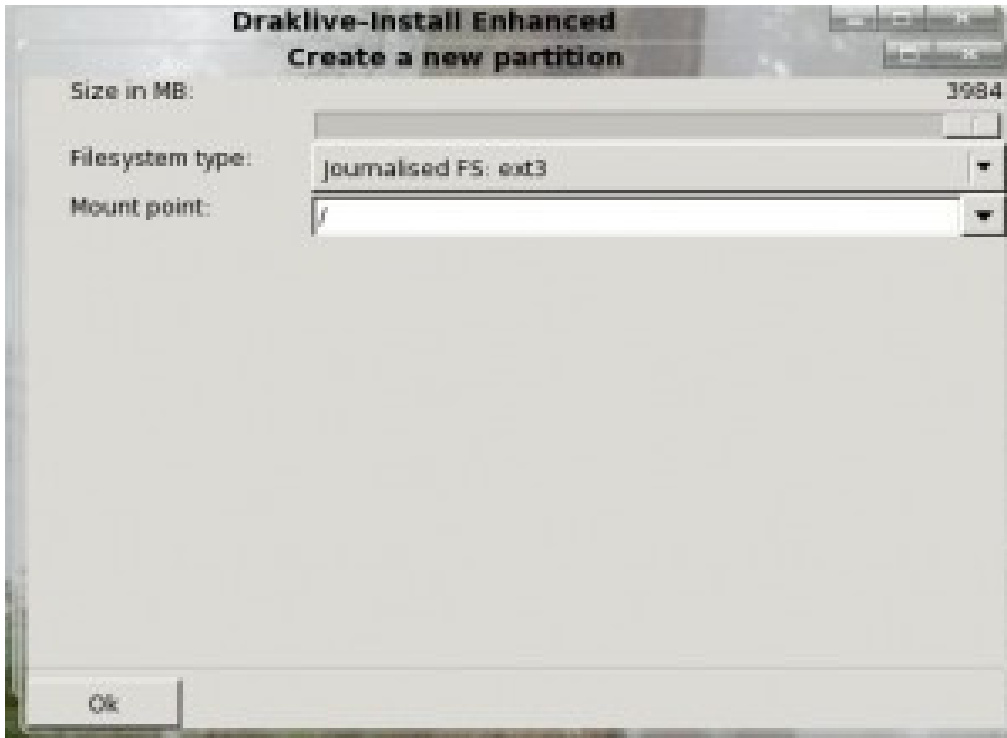 Draklive-Install Enhanced
Create a new partition
Size in MB:
3984
Filesystem type:
Journalised FS: ext3
Mount point:
/
Ok